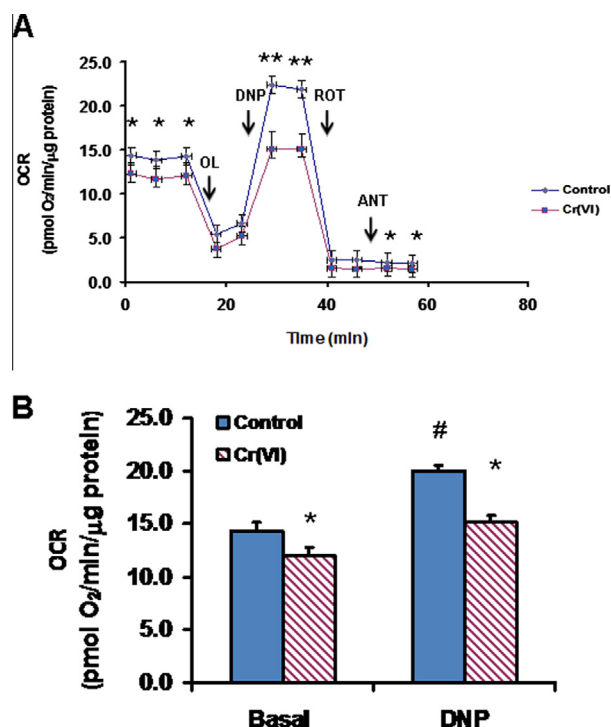 A
OCR
(pmol O₂/min/µg protein)
25.0
20.0
15.0
10.0
5.0
0.0
* * *
OL
DNP
** **
ROT
ANT
* *
0 20 40 60 80
Time (min)
Control
Cr(VI)
B
OCR
(pmol O₂/min/µg protein)
25.0
20.0
15.0
10.0
5.0
0.0
Control
Cr(VI)
*
#
*
Basal DNP